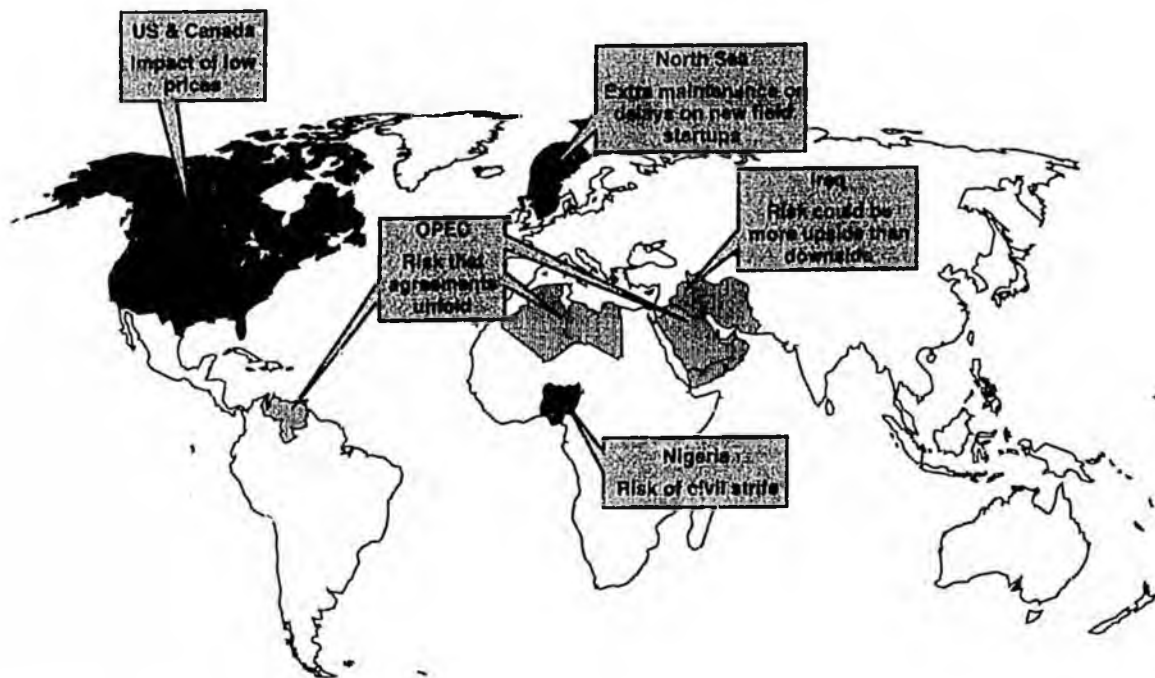 US & Canada
Impact of low
prices
North Sea
Extra maintenance or
delays on new field
startups
Iraq
Risk could be
more upside than
downside
OPEC
Risk that
agreements
unfold
Nigeria
Risk of civil strife